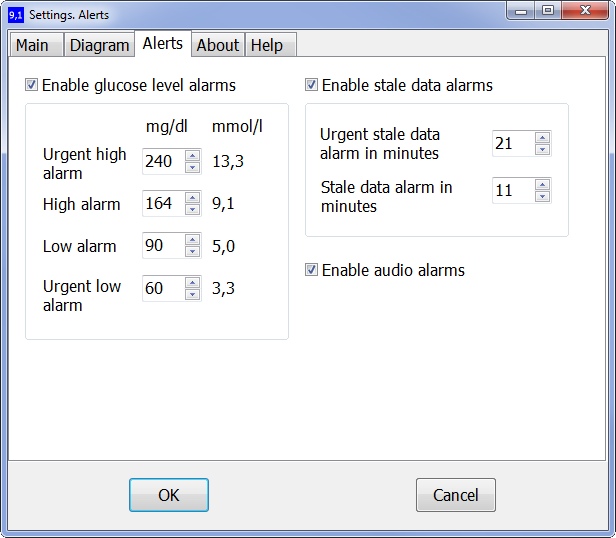 9,1 Settings. Alerts
Main Diagram Alerts About Help
Enable glucose level alarms
mg/dl mmol/l
Urgent high
alarm
240 13,3
High alarm 164 9,1
Low alarm 90 5,0
Urgent low
alarm
60 3,3
Enable stale data alarms
Urgent stale data
alarm in minutes
21
Stale data alarm in
minutes
11
Enable audio alarms
OK Cancel